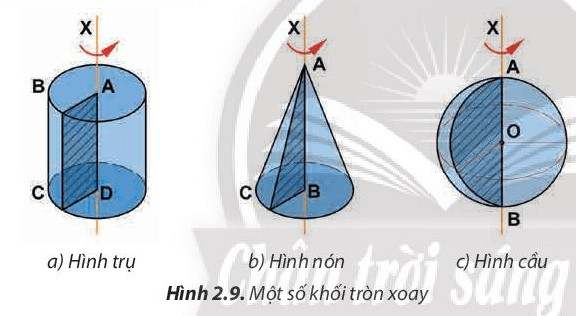 X X X
A A A
B
O
C D C B B
a) Hình trụ b) Hình nón c) Hình cầu
Hình 2.9. Một số khối tròn xoay
Chân trời sáng